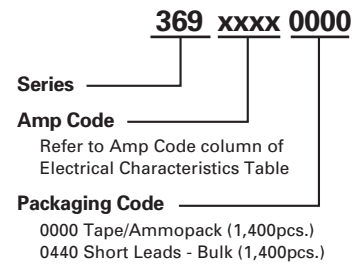 369 xxxx 0000
Series
Amp Code
Refer to Amp Code column of
Electrical Characteristics Table
Packaging Code
0000 Tape/Ammopack (1,400pcs.)
0440 Short Leads - Bulk (1,400pcs.)